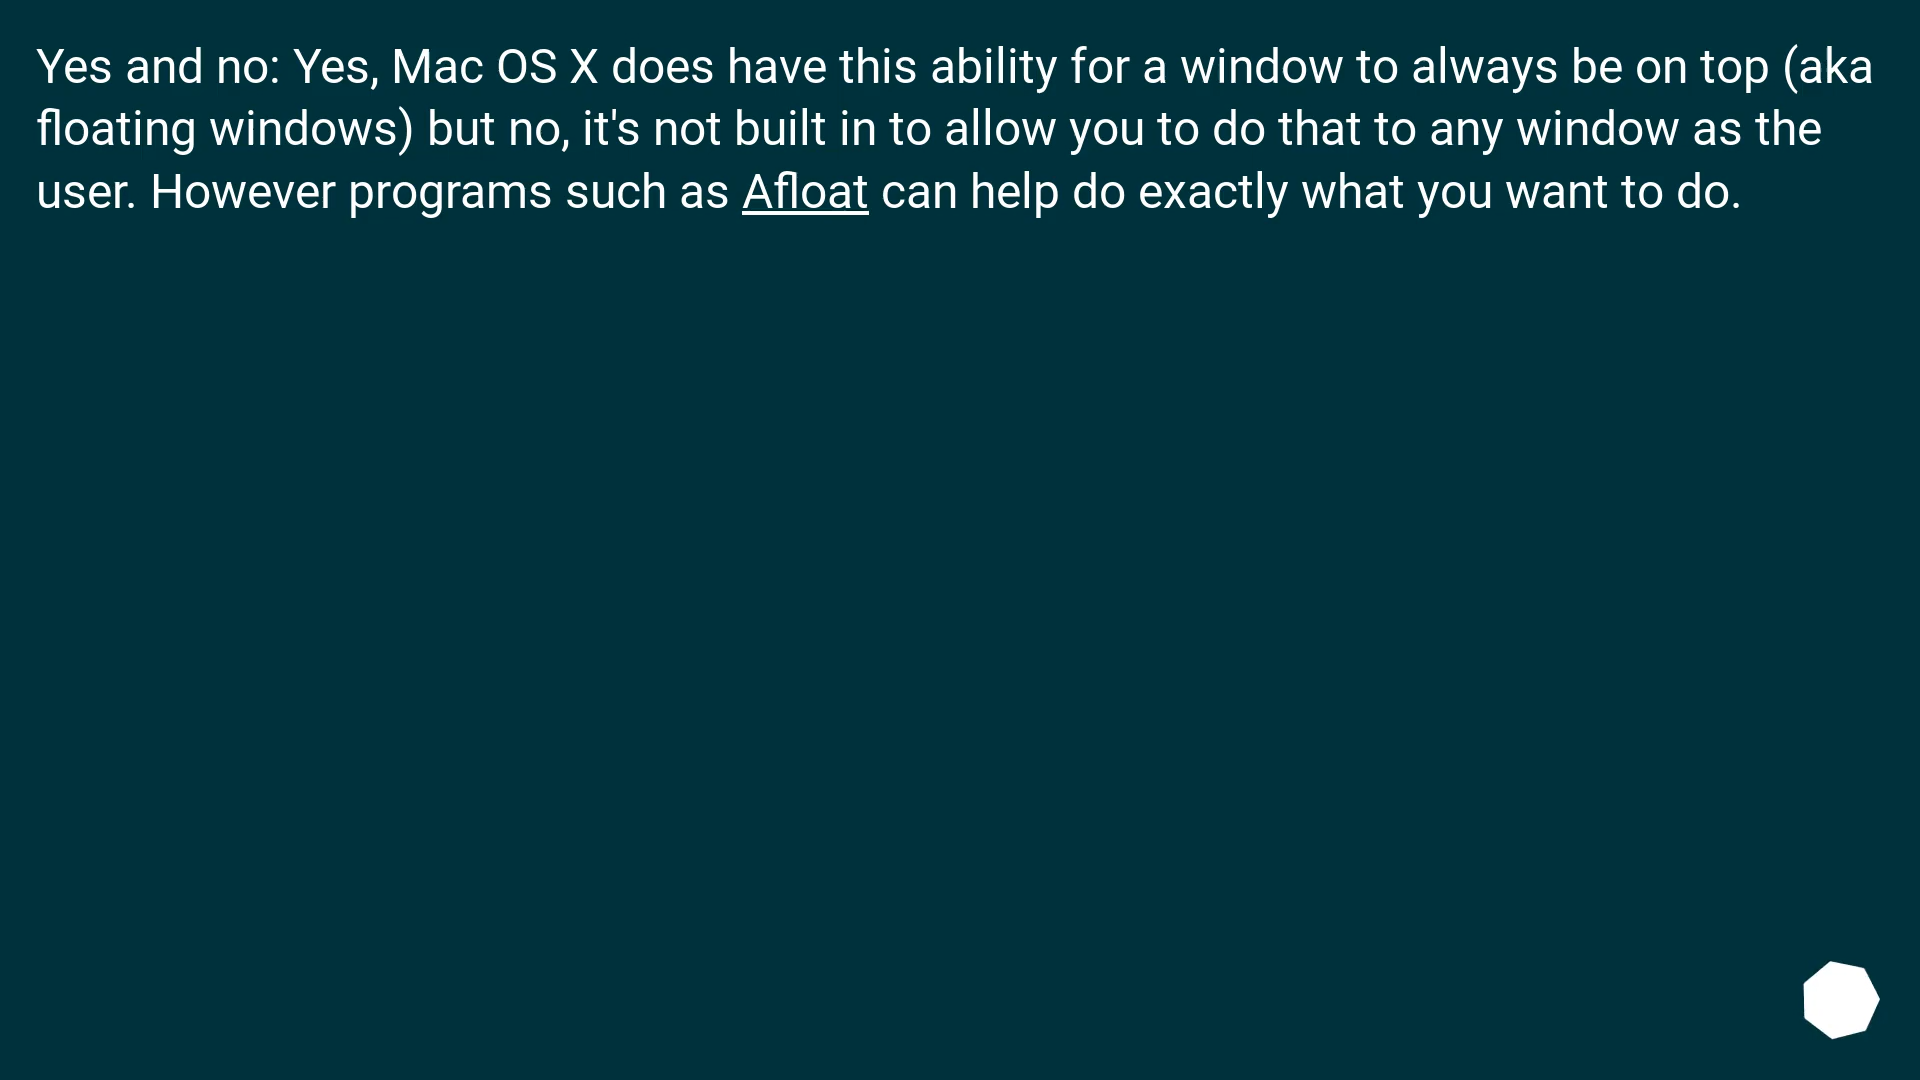 Yes and no: Yes, Mac OS X does have this ability for a window to always be on top (aka
floating windows) but no, it's not built in to allow you to do that to any window as the
user. However programs such as Afloat can help do exactly what you want to do.